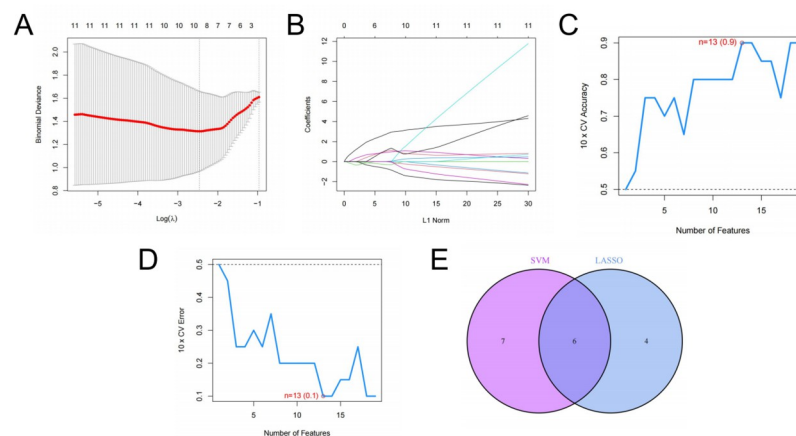 A
11 11 11 11 10 10 10 8 7 7 6 3
Binomial Deviance
2.0
1.8
1.6
1.4
1.2
1.0
0.8
−5 −4 −3 −2 −1
Log(λ)
B
0 6 10 11 11 11 11
Coefficients
12
10
8
6
4
2
0
−2
0 5 10 15 20 25 30
L1 Norm
C
10 x CV Accuracy
0.9
0.8
0.7
0.6
0.5
n=13 (0.9)
5 10 15
Number of Features
D
10 x CV Error
0.5
0.4
0.3
0.2
0.1
n=13 (0.1)
5 10 15
Number of Features
E
SVM LASSO
7 6 4